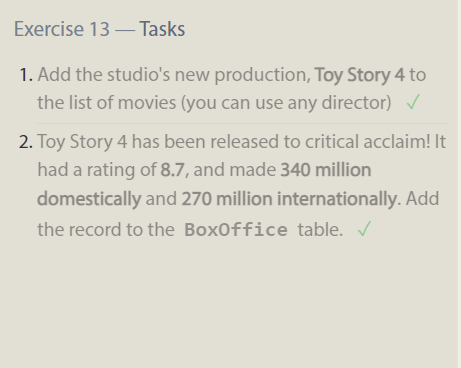 Exercise 13 — Tasks
1. Add the studio's new production, Toy Story 4 to
the list of movies (you can use any director) ✓
2. Toy Story 4 has been released to critical acclaim! It
had a rating of 8.7, and made 340 million
domestically and 270 million internationally. Add
the record to the BoxOffice table. ✓